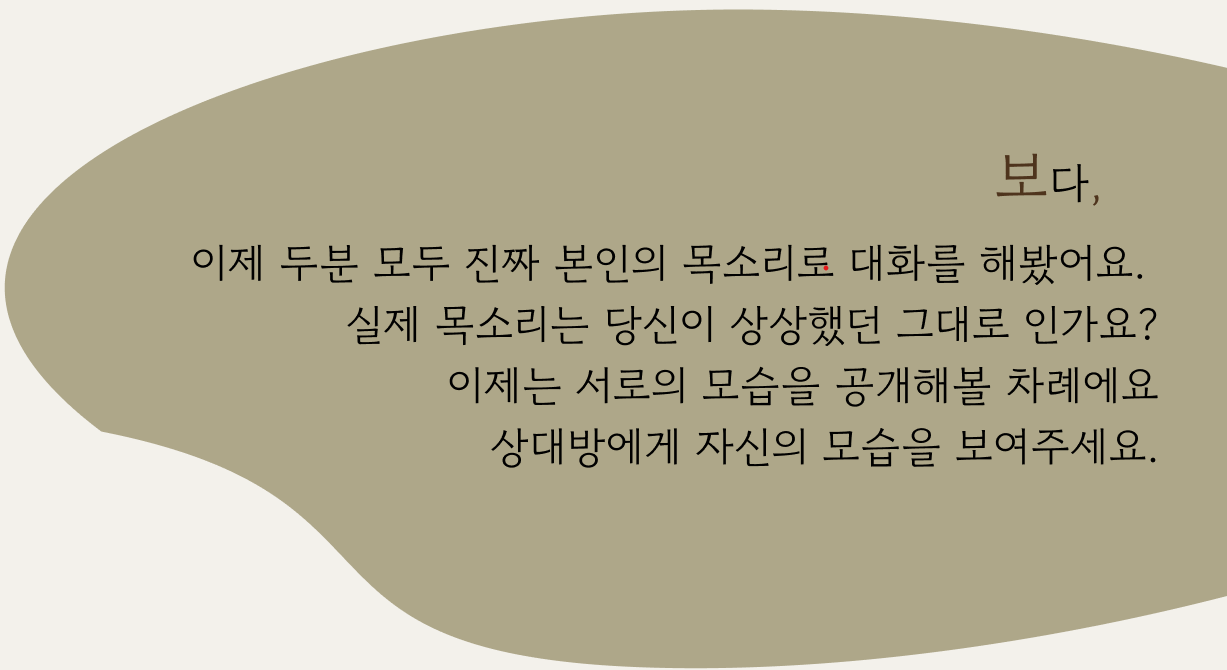 보다,
이제 두분 모두 진짜 본인의 목소리로 대화를 해봤어요.
실제 목소리는 당신이 상상했던 그대로 인가요?
이제는 서로의 모습을 공개해볼 차례에요
상대방에게 자신의 모습을 보여주세요.